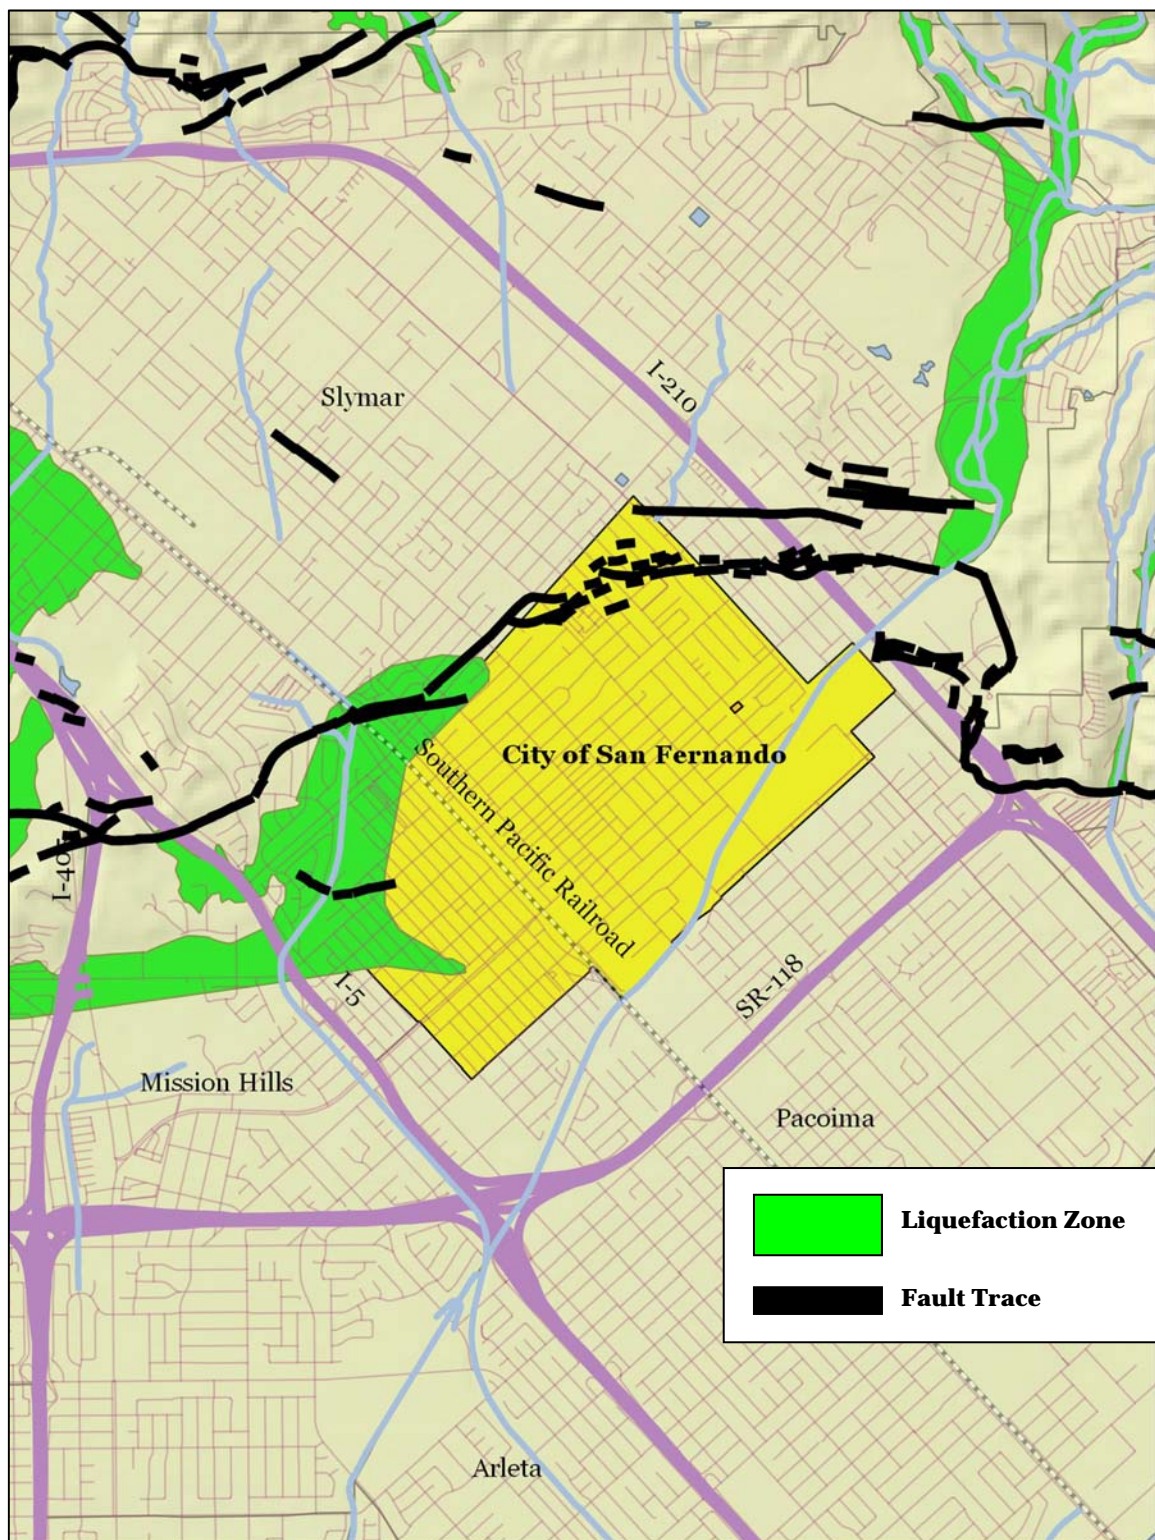 I-210
Slymar
City of San Fernando
Southern Pacific Railroad
I-405
I-5
SR-118
Mission Hills
Pacoima
Liquefaction Zone
Fault Trace
Arleta